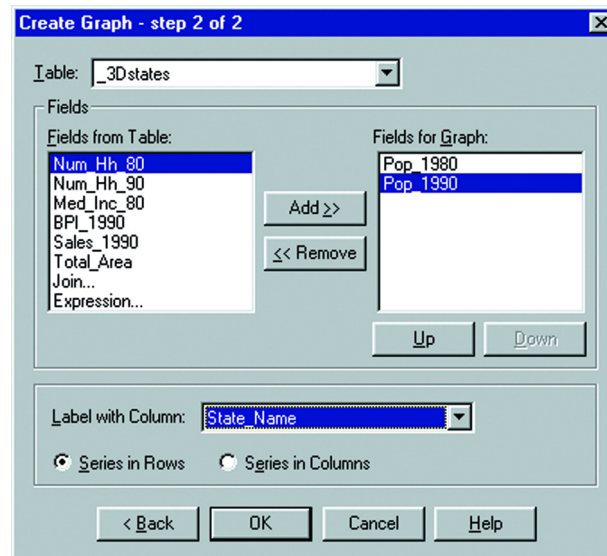 Create Graph - step 2 of 2
Table: _3Dstates
Fields
Fields from Table:
Num_Hh_80
Num_Hh_90
Med_Inc_80
BPI_1990
Sales_1990
Total_Area
Join...
Expression...
Add >>
<< Remove
Fields for Graph:
Pop_1980
Pop_1990
Up
Down
Label with Column: State_Name
Series in Rows
Series in Columns
< Back
OK
Cancel
Help